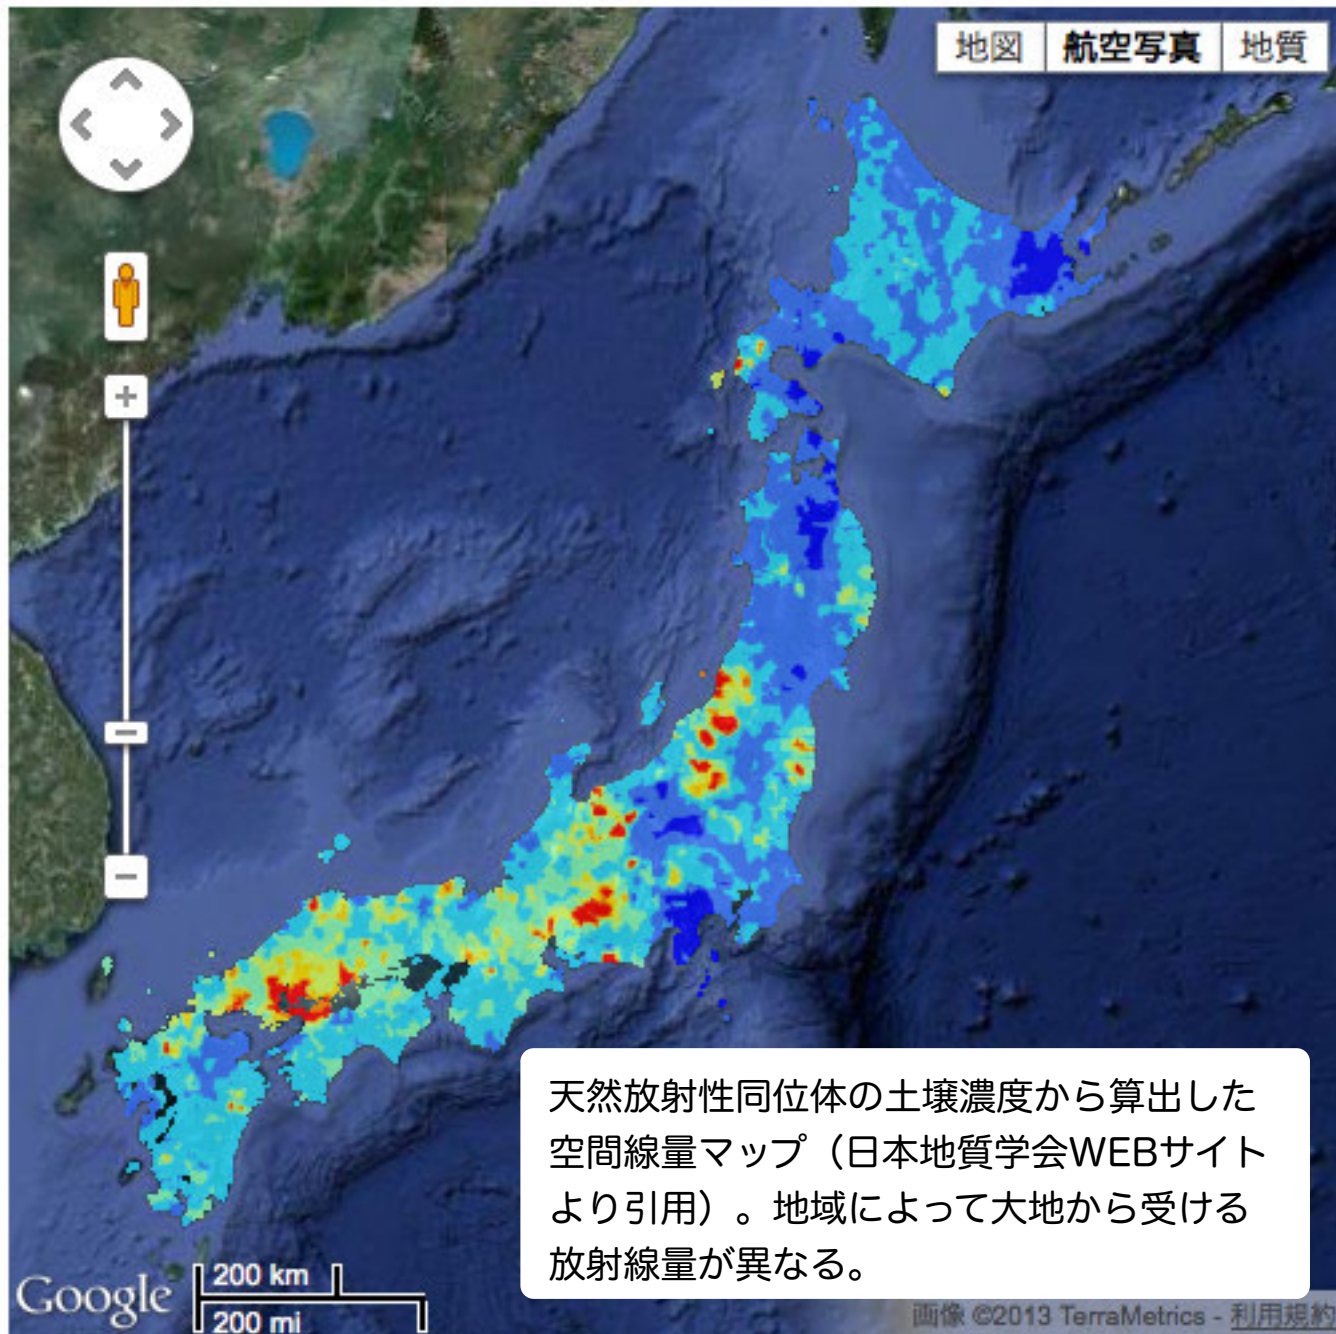 地図 航空写真 地質
天然放射性同位体の土壌濃度から算出した
空間線量マップ（日本地質学会WEBサイト
より引用）。地域によって大地から受ける
放射線量が異なる。
Google
200 km
200 mi
画像 ©2013 TerraMetrics - 利用規約